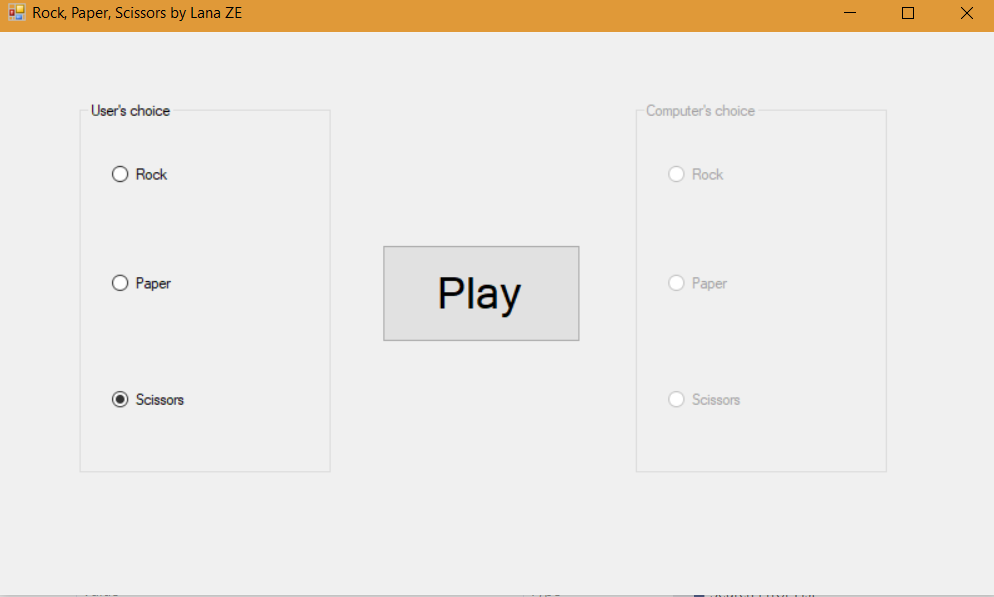 Rock, Paper, Scissors by Lana ZE
User's choice
Rock
Paper
Scissors
Play
Computer's choice
Rock
Paper
Scissors